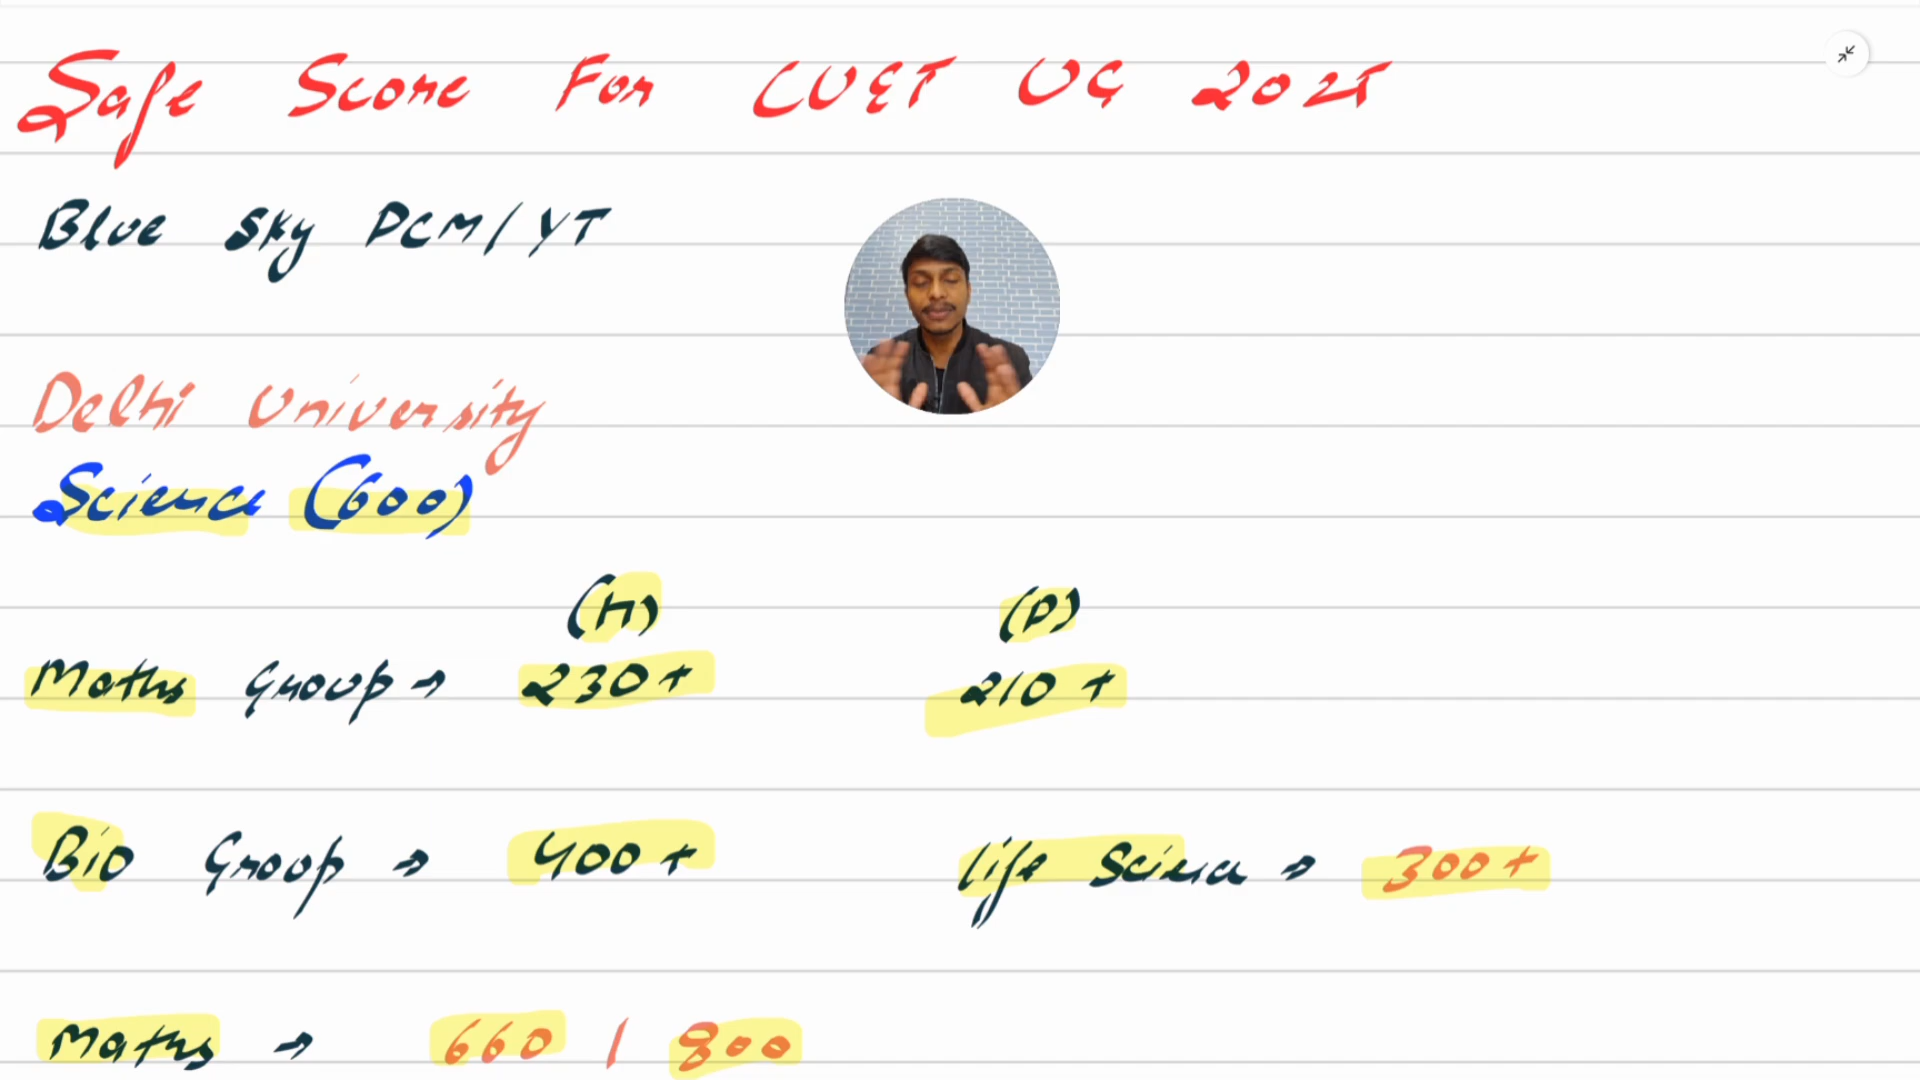 Safe Score For CUET UG 2025
Blue Sky PCM/YT
Delhi University
Science (600)
(H) (P)
Maths Group → 230+ 210+
Bio Group → 400+ Life Science → 300+
Maths → 660 / 800